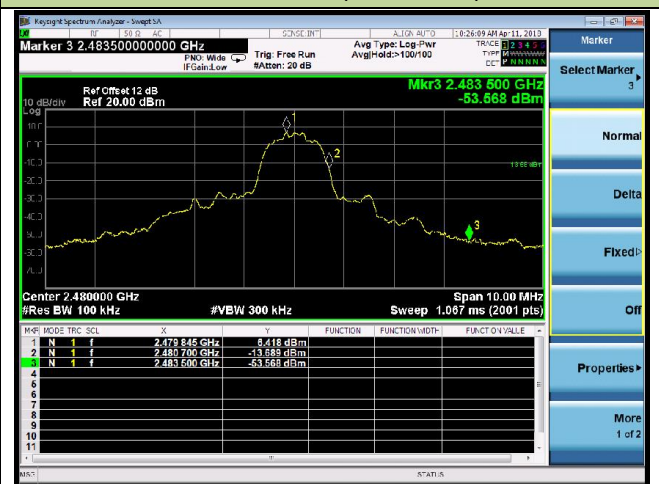 Keysight Spectrum Analyzer - Swept SA
RF 50 Ω AC SENSE:INT ALIGN AUTO 10:26:09 AM Apr 11, 2013
Marker 3 2.483500000000 GHz
PNO: Wide
IFGain:Low
Trig: Free Run
#Atten: 20 dB
Avg Type: Log-Pwr
Avg|Hold:>100/100
TRACE 1 2 3 4 5 6
TYPE M
DET P N N N N N
Ref Offset 12 dB
10 dB/div Ref 20.00 dBm
Log
Mkr3 2.483 500 GHz
-53.568 dBm
1
2
3
Center 2.480000 GHz
Span 10.00 MHz
#Res BW 100 kHz
#VBW 300 kHz
Sweep 1.067 ms (2001 pts)
MKR MODE TRC SCL X Y FUNCTION FUNCTION WIDTH FUNCTION VALUE
1 N 1 f 2.479 845 GHz 6.418 dBm
2 N 1 f 2.480 700 GHz -13.689 dBm
3 N 1 f 2.483 500 GHz -53.568 dBm
4
5
6
7
8
9
10
11
MSG
STATUS
Marker
Select Marker
3
Normal
Delta
Fixed
Off
Properties
More
1 of 2